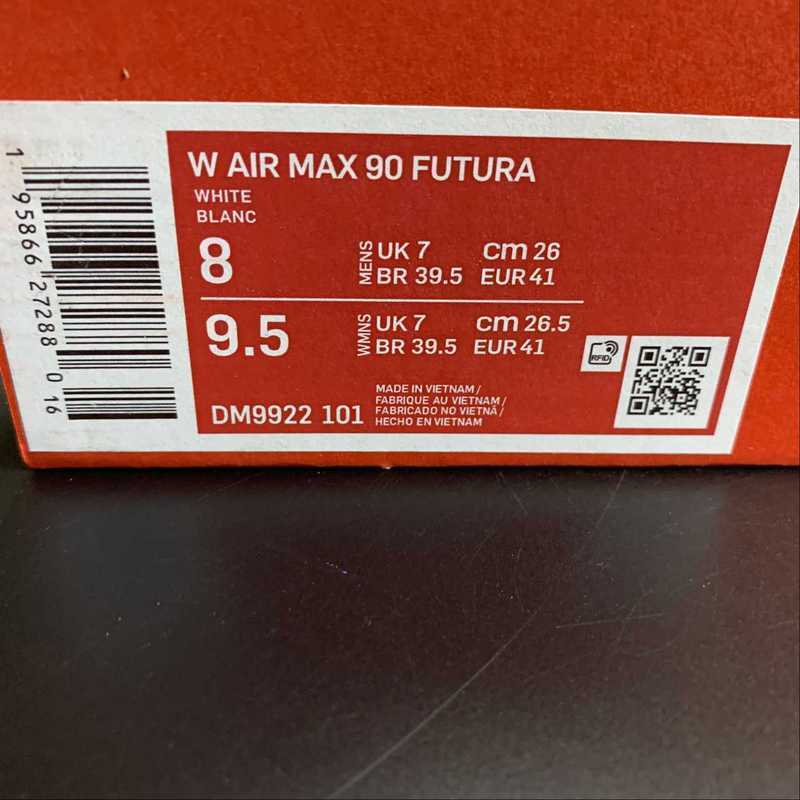 W AIR MAX 90 FUTURA
WHITE
BLANC
8 MENS UK 7 cm 26
BR 39.5 EUR 41
9.5 WMNS UK 7 cm 26.5
BR 39.5 EUR 41
RFID
DM9922 101
MADE IN VIETNAM /
FABRIQUE AU VIETNAM /
FABRICADO NO VIETNÃ /
HECHO EN VIETNAM
1 95866 27288 0 16